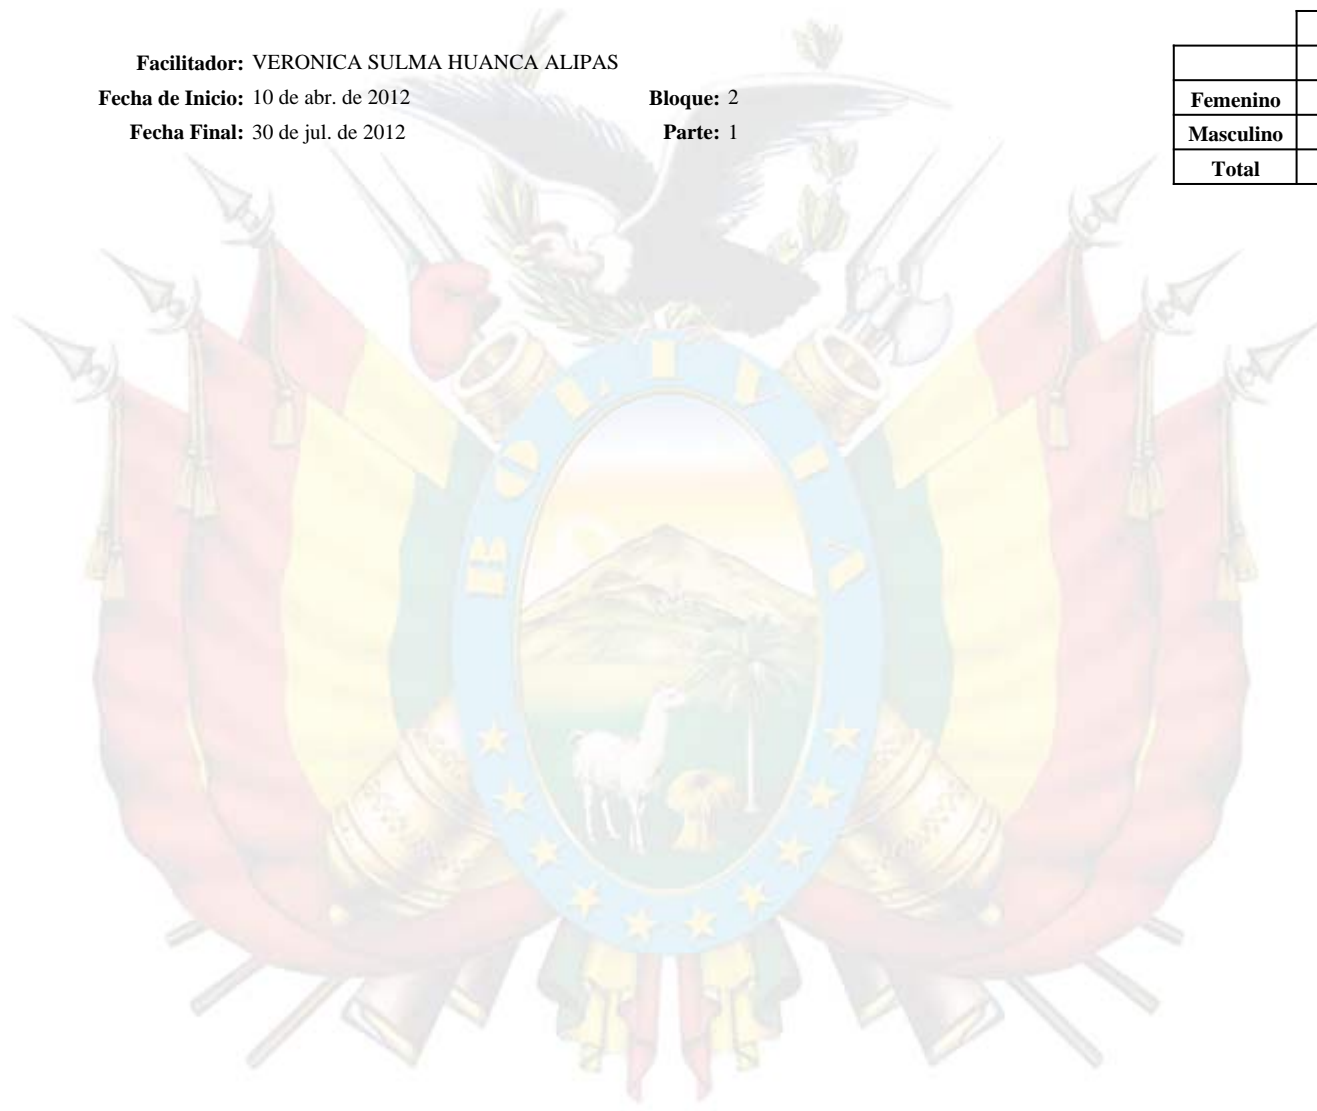 Facilitador: VERONICA SULMA HUANCA ALIPAS
Fecha de Inicio: 10 de abr. de 2012 Bloque: 2
Fecha Final: 30 de jul. de 2012 Parte: 1
Femenino
Masculino
Total
BOLIVIA